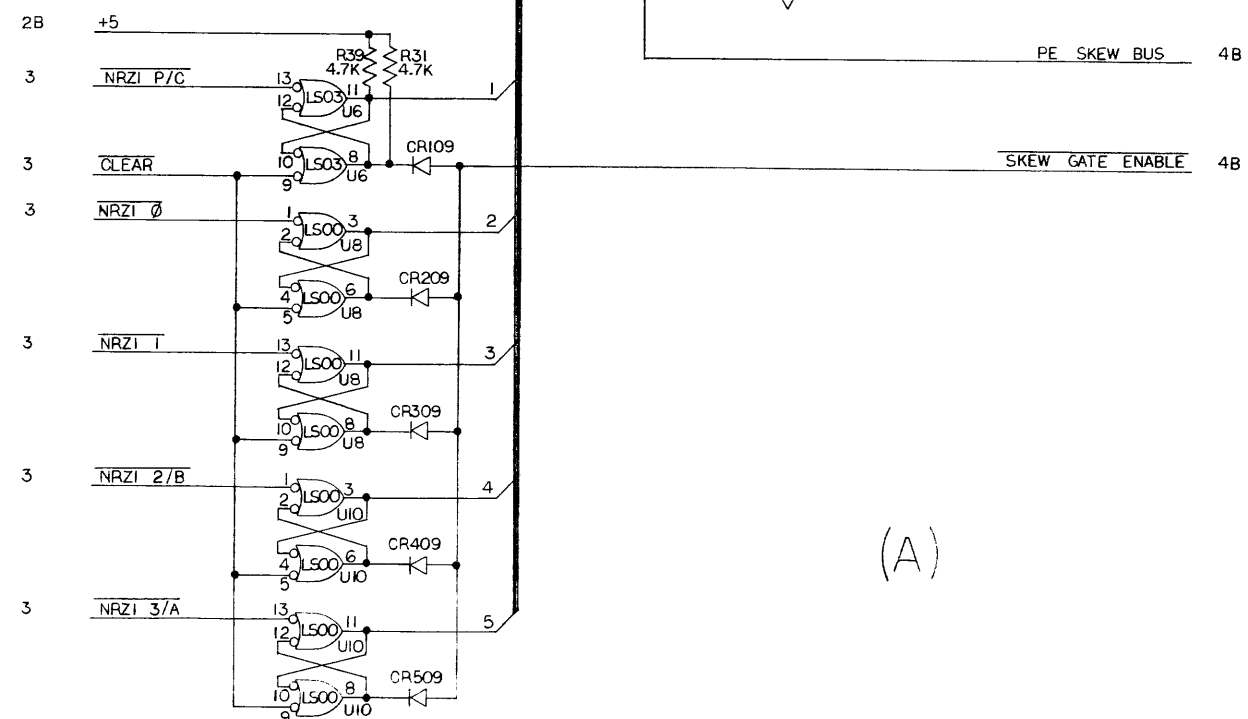 2B +5
R39 4.7K R31 4.7K
PE SKEW BUS 4B
3 NRZI P/C 13 12 LS03 11 U6 1
10 9 LS03 8 U6 CR109
3 CLEAR
SKEW GATE ENABLE 4B
3 NRZI Ø 1 2 LS00 3 U8 2
4 5 LS00 6 U8 CR209
3 NRZI 1 13 12 LS00 11 U8 3
10 9 LS00 8 U8 CR309
3 NRZI 2/B 1 2 LS00 3 U10 4
4 5 LS00 6 U10 CR409
(A)
3 NRZI 3/A 13 12 LS00 11 U10 5
10 9 LS00 8 U10 CR509